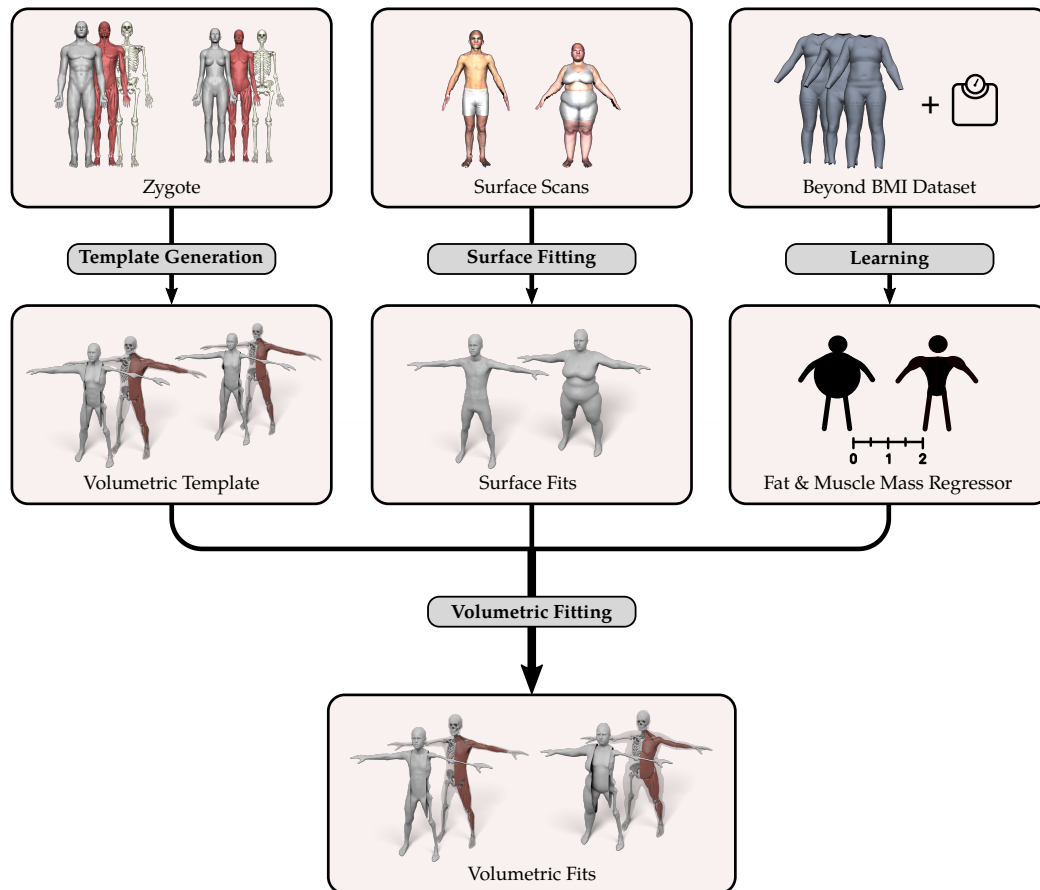 Zygote
Surface Scans
+
Beyond BMI Dataset
Template Generation
Surface Fitting
Learning
Volumetric Template
Surface Fits
0 1 2
Fat & Muscle Mass Regressor
Volumetric Fitting
Volumetric Fits